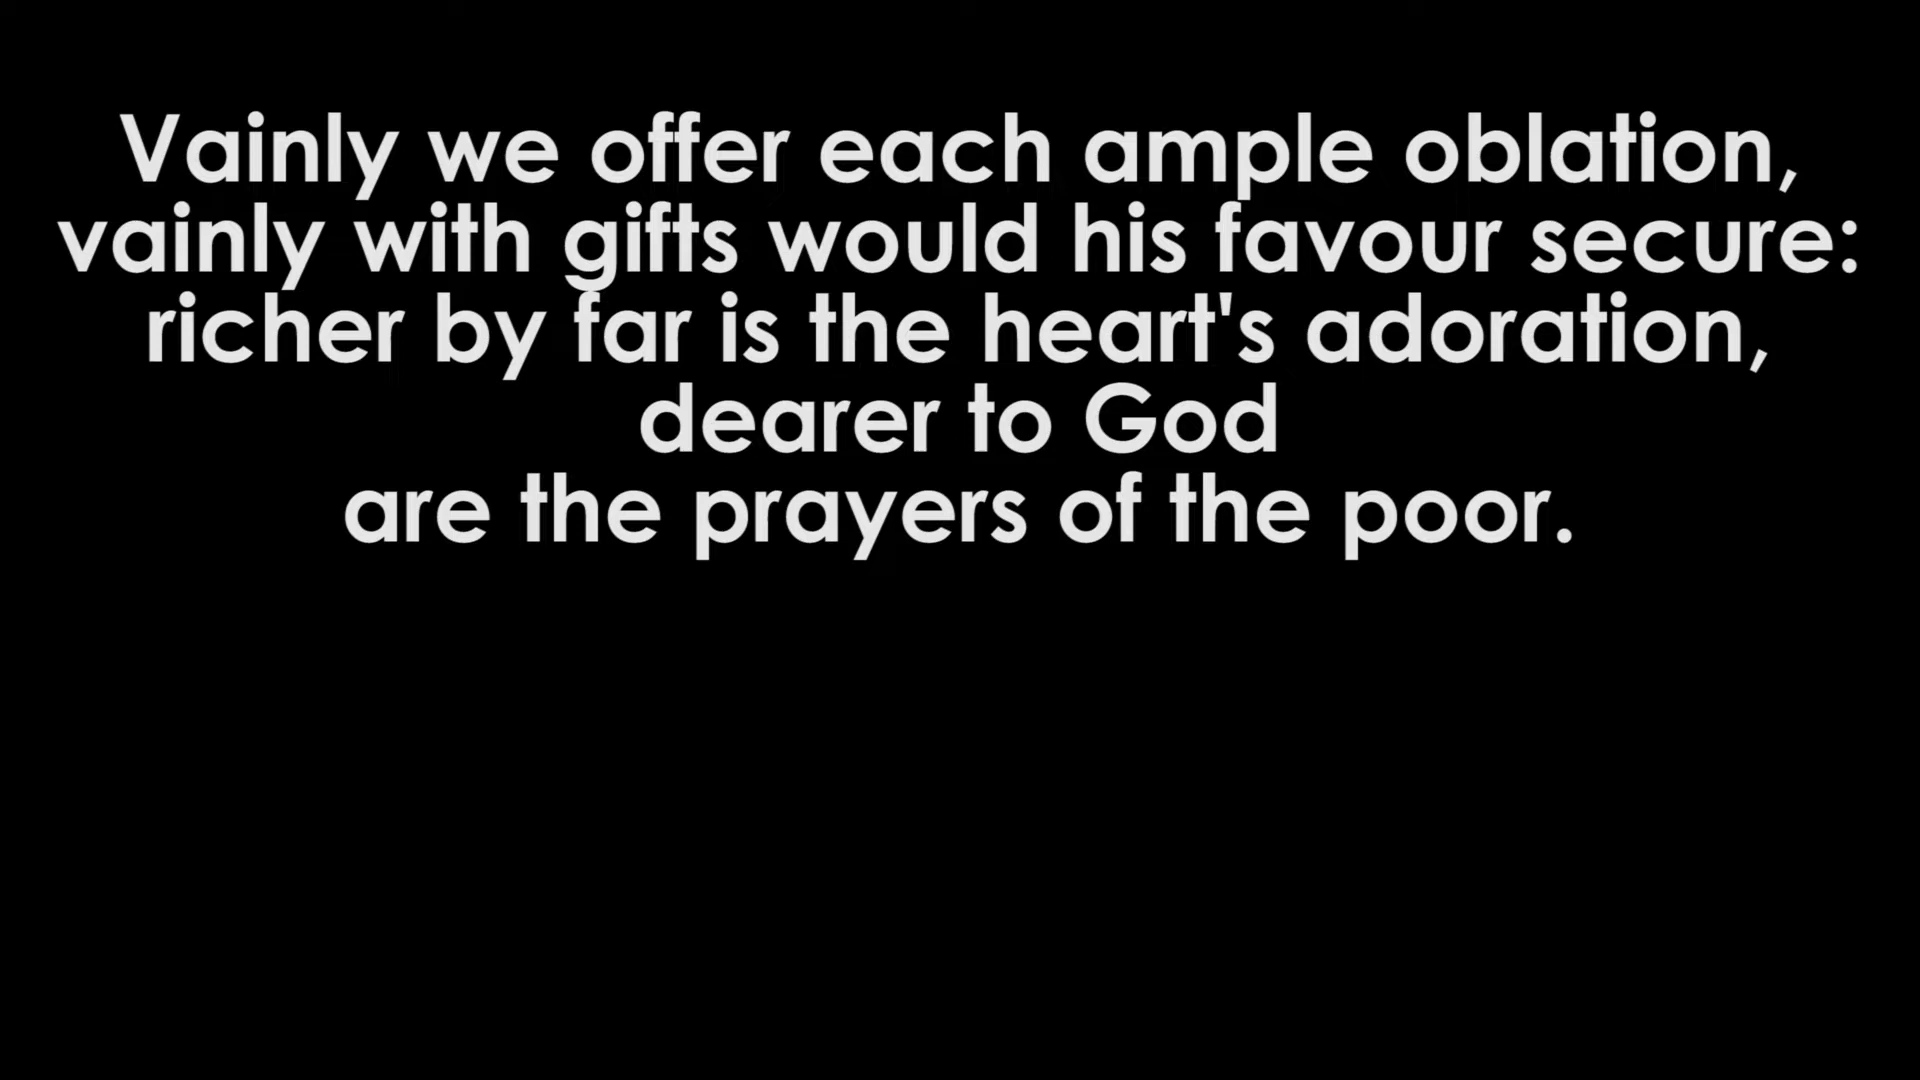 Vainly we offer each ample oblation,
vainly with gifts would his favour secure:
richer by far is the heart's adoration,
dearer to God
are the prayers of the poor.